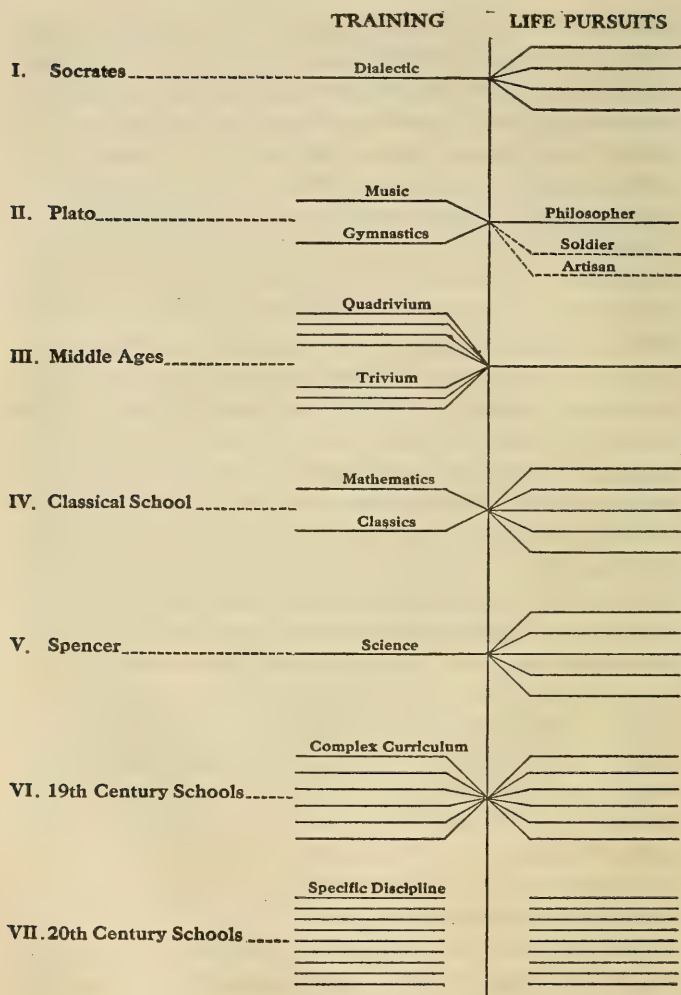 TRAINING LIFE PURSUITS
I. Socrates Dialectic
II. Plato Music
Gymnastics
Philosopher
Soldier
Artisan
III. Middle Ages Quadrivium
Trivium
IV. Classical School Mathematics
Classics
V. Spencer Science
VI. 19th Century Schools Complex Curriculum
VII. 20th Century Schools Specific Discipline